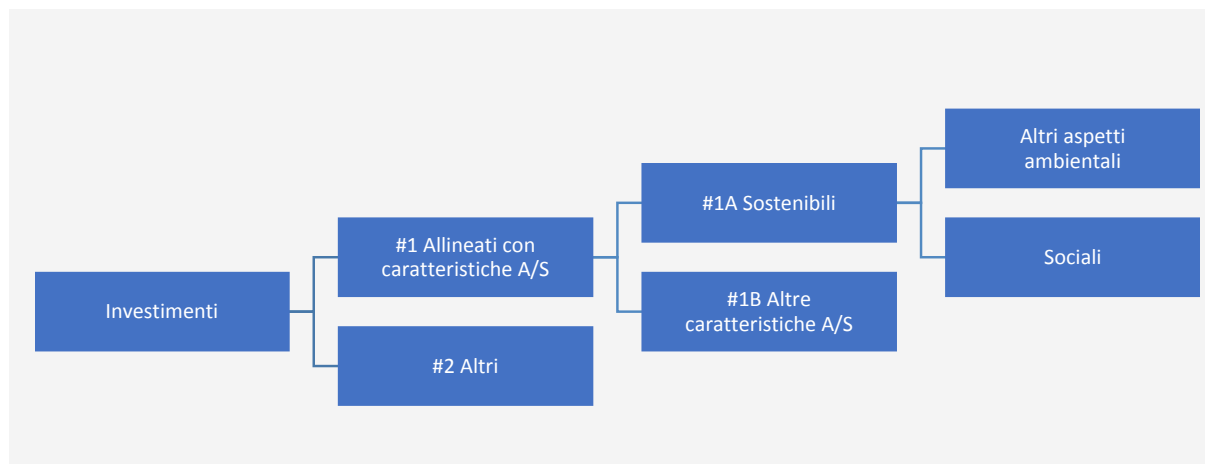 Investimenti
#1 Allineati con
caratteristiche A/S
#2 Altri
#1A Sostenibili
#1B Altre
caratteristiche A/S
Altri aspetti
ambientali
Sociali